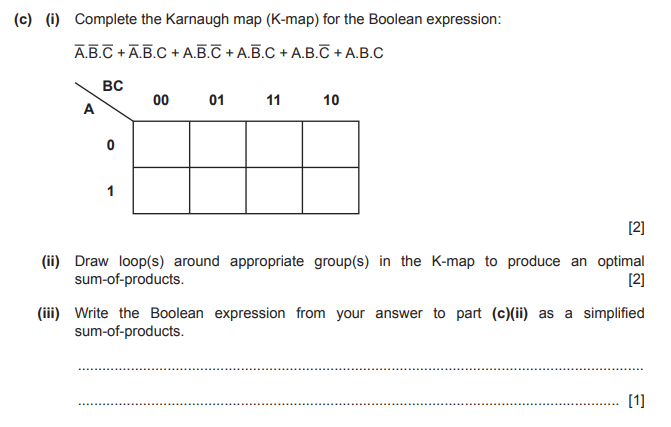 (c) (i) Complete the Karnaugh map (K-map) for the Boolean expression:
A̅.B̅.C̅ + A̅.B̅.C + A.B̅.C̅ + A.B̅.C + A.B.C̅ + A.B.C
BC
00 01 11 10
A
0
1
[2]
(ii) Draw loop(s) around appropriate group(s) in the K-map to produce an optimal
sum-of-products. [2]
(iii) Write the Boolean expression from your answer to part (c)(ii) as a simplified
sum-of-products.
....................................................................................................................................
.............................................................................................................................. [1]